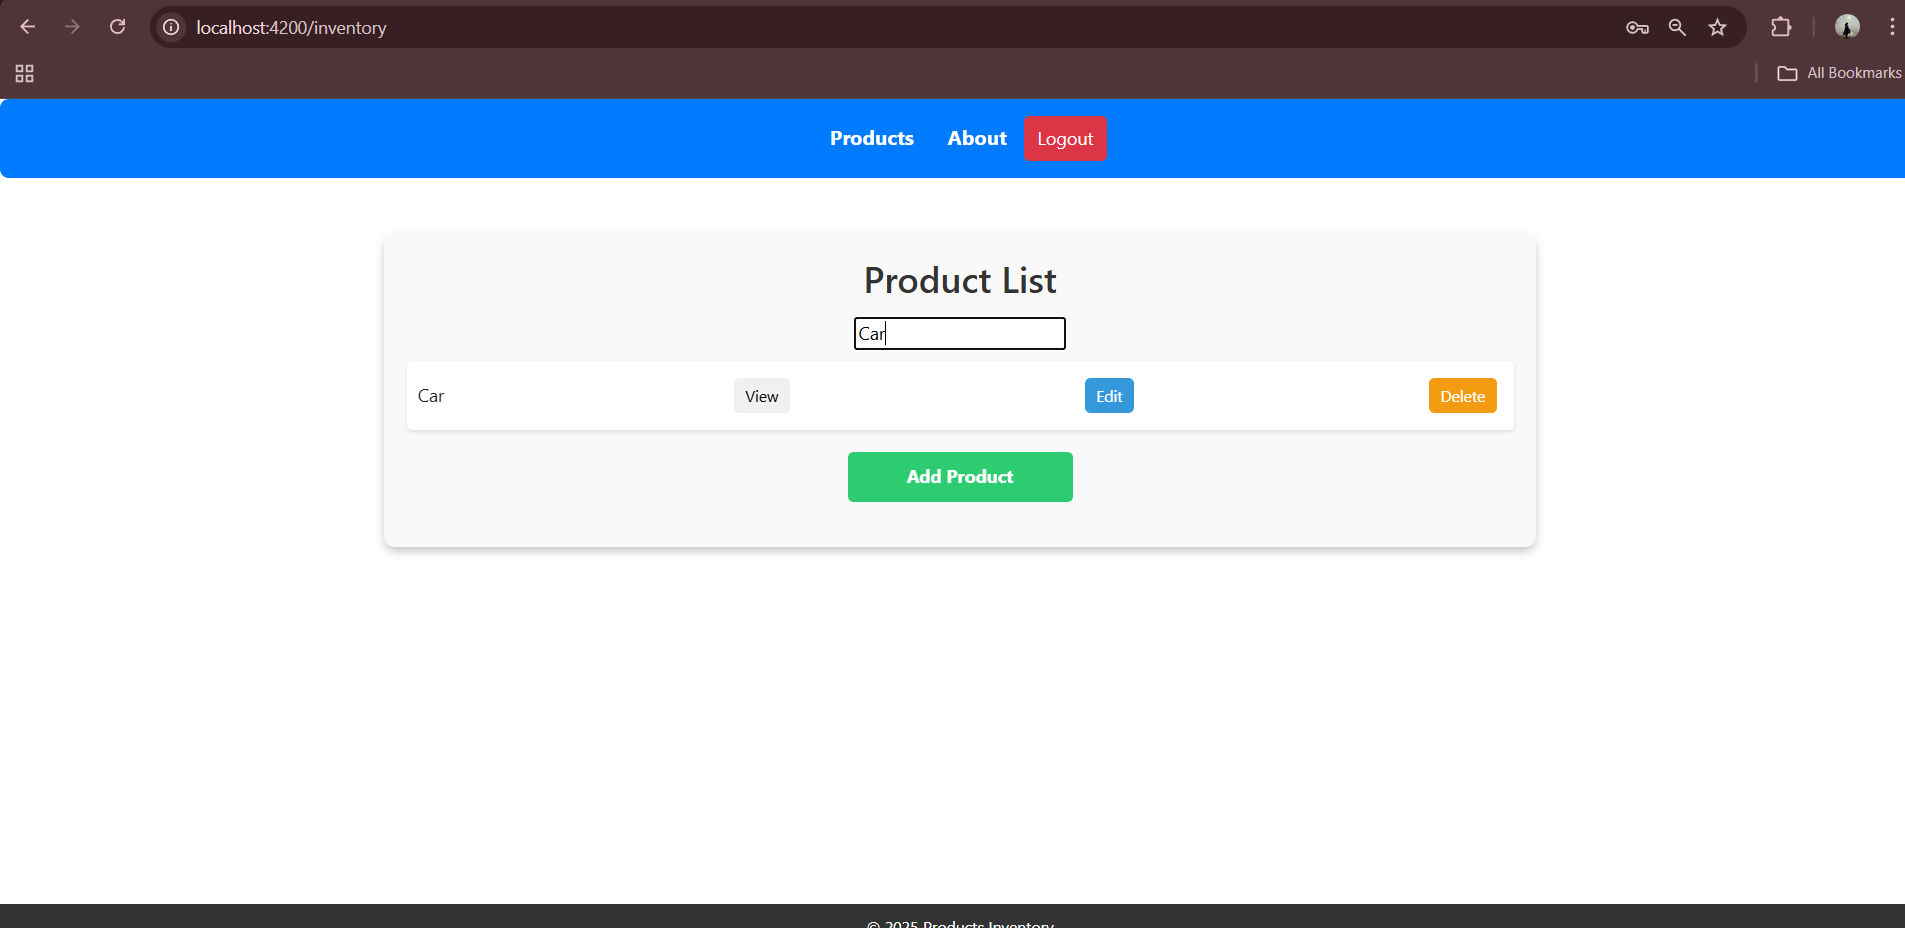 localhost:4200/inventory
All Bookmarks
Products About Logout
Product List
Car
Car View Edit Delete
Add Product
© 2025 Products Inventory